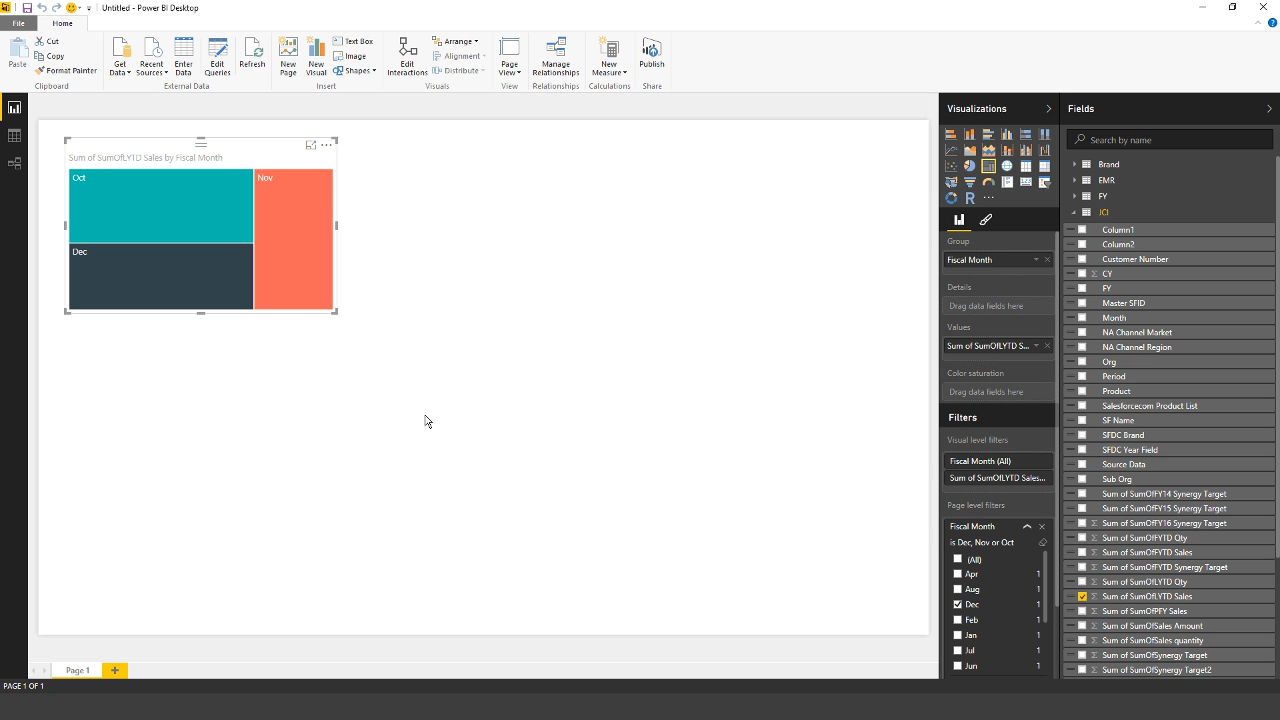 Untitled - Power BI Desktop
File
Home
Paste
Cut
Copy
Format Painter
Clipboard
Get Data
Recent Sources
Enter Data
Edit Queries
Refresh
External Data
New Page
New Visual
Text Box
Image
Shapes
Insert
Edit Interactions
Arrange
Alignment
Distribute
Visuals
Page View
View
Manage Relationships
Relationships
New Measure
Calculations
Publish
Share
Sum of SumOfLYTD Sales by Fiscal Month
Oct
Nov
Dec
Visualizations
R
Group
Fiscal Month
Details
Drag data fields here
Values
Sum of SumOfLYTD S...
Color saturation
Drag data fields here
Filters
Visual level filters
Fiscal Month (All)
Sum of SumOfLYTD Sales...
Page level filters
Fiscal Month
is Dec, Nov or Oct
(All)
Apr 1
Aug 1
Dec 1
Feb 1
Jan 1
Jul 1
Jun 1
Fields
Search by name
Brand
EMR
FY
JCI
Column1
Column2
Customer Number
Σ CY
FY
Master SFID
Month
NA Channel Market
NA Channel Region
Org
Period
Product
Salesforcecom Product List
SF Name
SFDC Brand
SFDC Year Field
Source Data
Sub Org
Sum of SumOfFY14 Synergy Target
Sum of SumOfFY15 Synergy Target
Σ Sum of SumOfFY16 Synergy Target
Σ Sum of SumOfFYTD Qty
Σ Sum of SumOfFYTD Sales
Σ Sum of SumOfFYTD Synergy Target
Σ Sum of SumOfLYTD Qty
Σ Sum of SumOfLYTD Sales
Σ Sum of SumOfPFY Sales
Σ Sum of SumOfSales Amount
Σ Sum of SumOfSales quantity
Σ Sum of SumOfSynergy Target
Σ Sum of SumOfSynergy Target2
Page 1
PAGE 1 OF 1